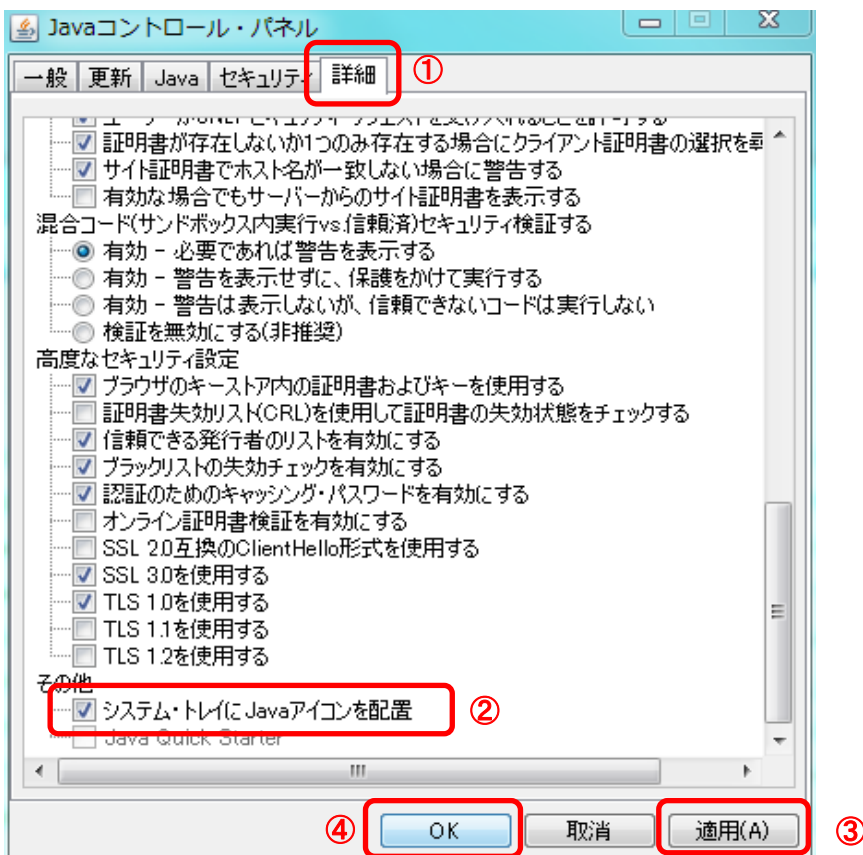 Javaコントロール・パネル
一般 更新 Java セキュリティ 詳細 ①
証明書が存在しないか1つのみ存在する場合にクライアント証明書の選択を
サイト証明書でホスト名が一致しない場合に警告する
有効な場合でもサーバーからのサイト証明書を表示する
混合コード(サンドボックス内実行vs.信頼済)セキュリティ検証する
有効 - 必要であれば警告を表示する
有効 - 警告を表示せずに、保護をかけて実行する
有効 - 警告は表示しないが、信頼できないコードは実行しない
検証を無効にする(非推奨)
高度なセキュリティ設定
ブラウザのキーストア内の証明書およびキーを使用する
証明書失効リスト(CRL)を使用して証明書の失効状態をチェックする
信頼できる発行者のリストを有効にする
ブラックリストの失効チェックを有効にする
認証のためのキャッシング・パスワードを有効にする
オンライン証明書検証を有効にする
SSL 2.0互換のClientHello形式を使用する
SSL 3.0を使用する
TLS 1.0を使用する
TLS 1.1を使用する
TLS 1.2を使用する
その他
システム・トレイにJavaアイコンを配置 ②
Java Quick Starter
④ OK 取消 適用(A) ③